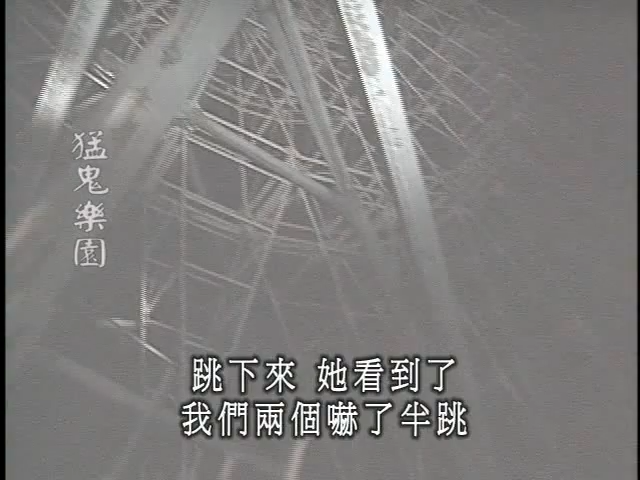 猛鬼樂園
跳下來 她看到了
我們兩個嚇了半跳